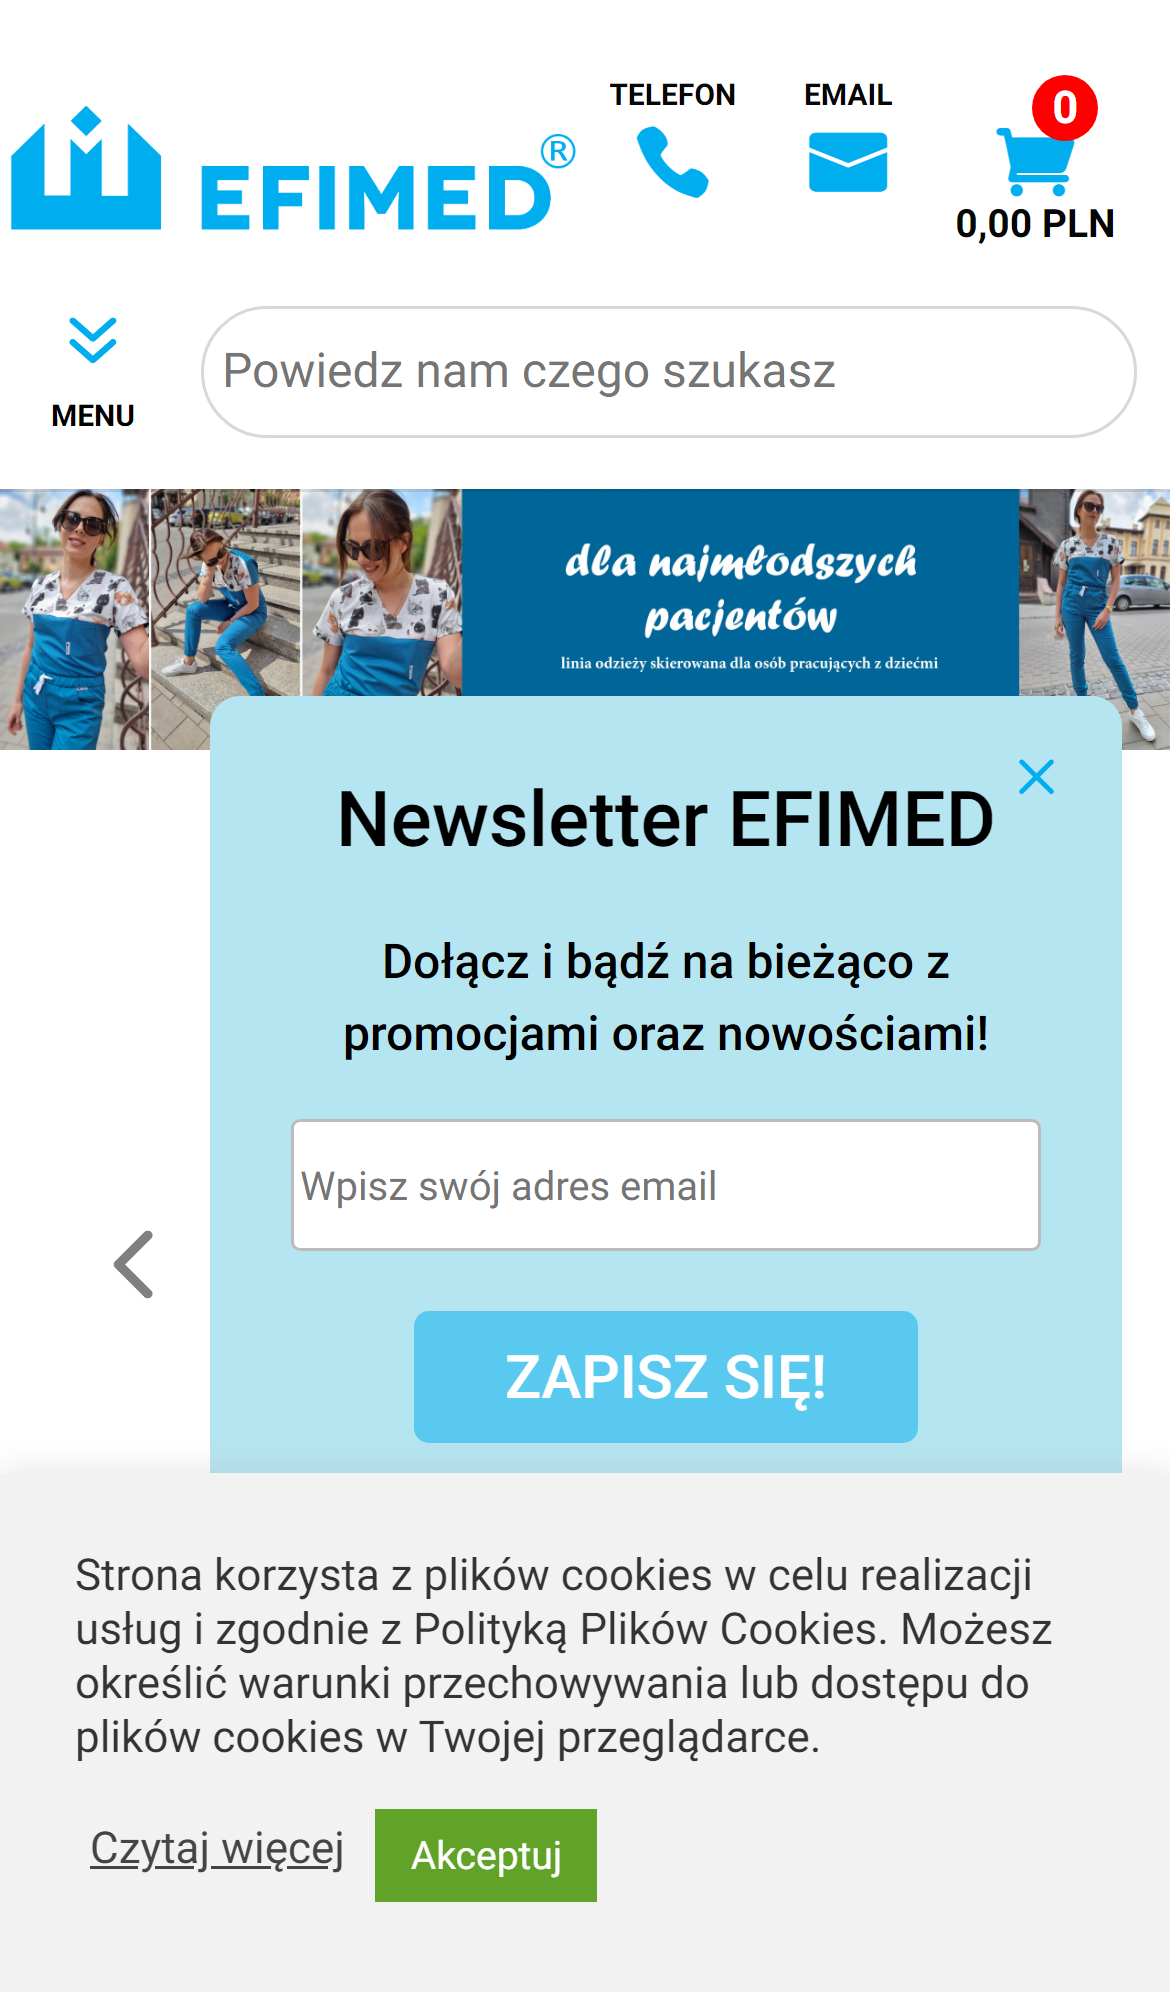 TELEFON
EMAIL
0
EFIMED®
0,00 PLN
MENU
Powiedz nam czego szukasz
dla najmłodszych
pacjentów
linia odzieży skierowana dla osób pracujących z dziećmi
Newsletter EFIMED
Dołącz i bądź na bieżąco z
promocjami oraz nowościami!
Wpisz swój adres email
ZAPISZ SIĘ!
Strona korzysta z plików cookies w celu realizacji
usług i zgodnie z Polityką Plików Cookies. Możesz
określić warunki przechowywania lub dostępu do
plików cookies w Twojej przeglądarce.
Czytaj więcej
Akceptuj